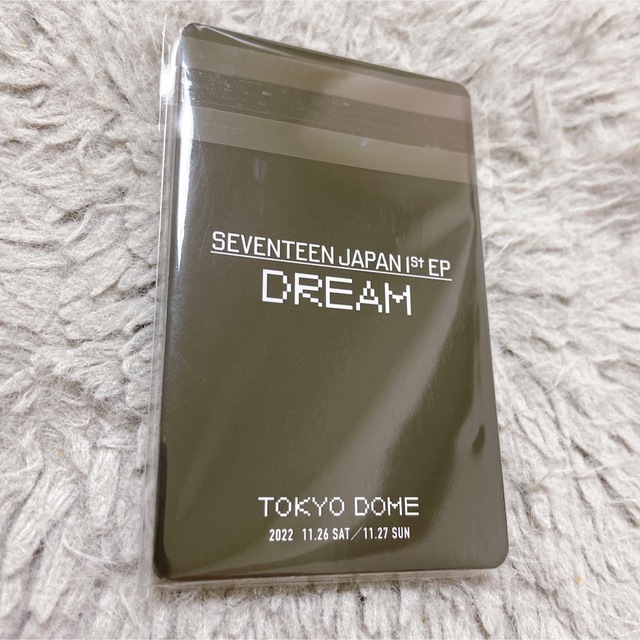 SEVENTEEN JAPAN 1St EP
DREAM
TOKYO DOME
2022 11.26 SAT／11.27 SUN